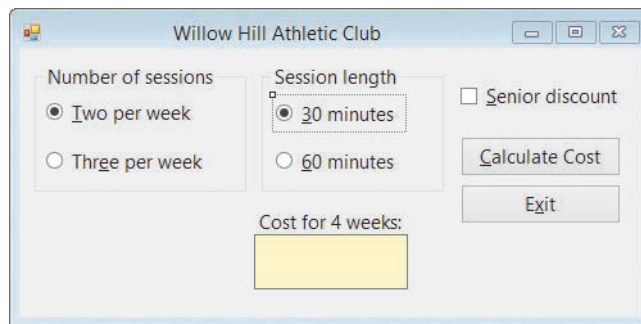 Willow Hill Athletic Club
Number of sessions
Two per week
Three per week
Session length
30 minutes
60 minutes
Senior discount
Calculate Cost
Exit
Cost for 4 weeks: